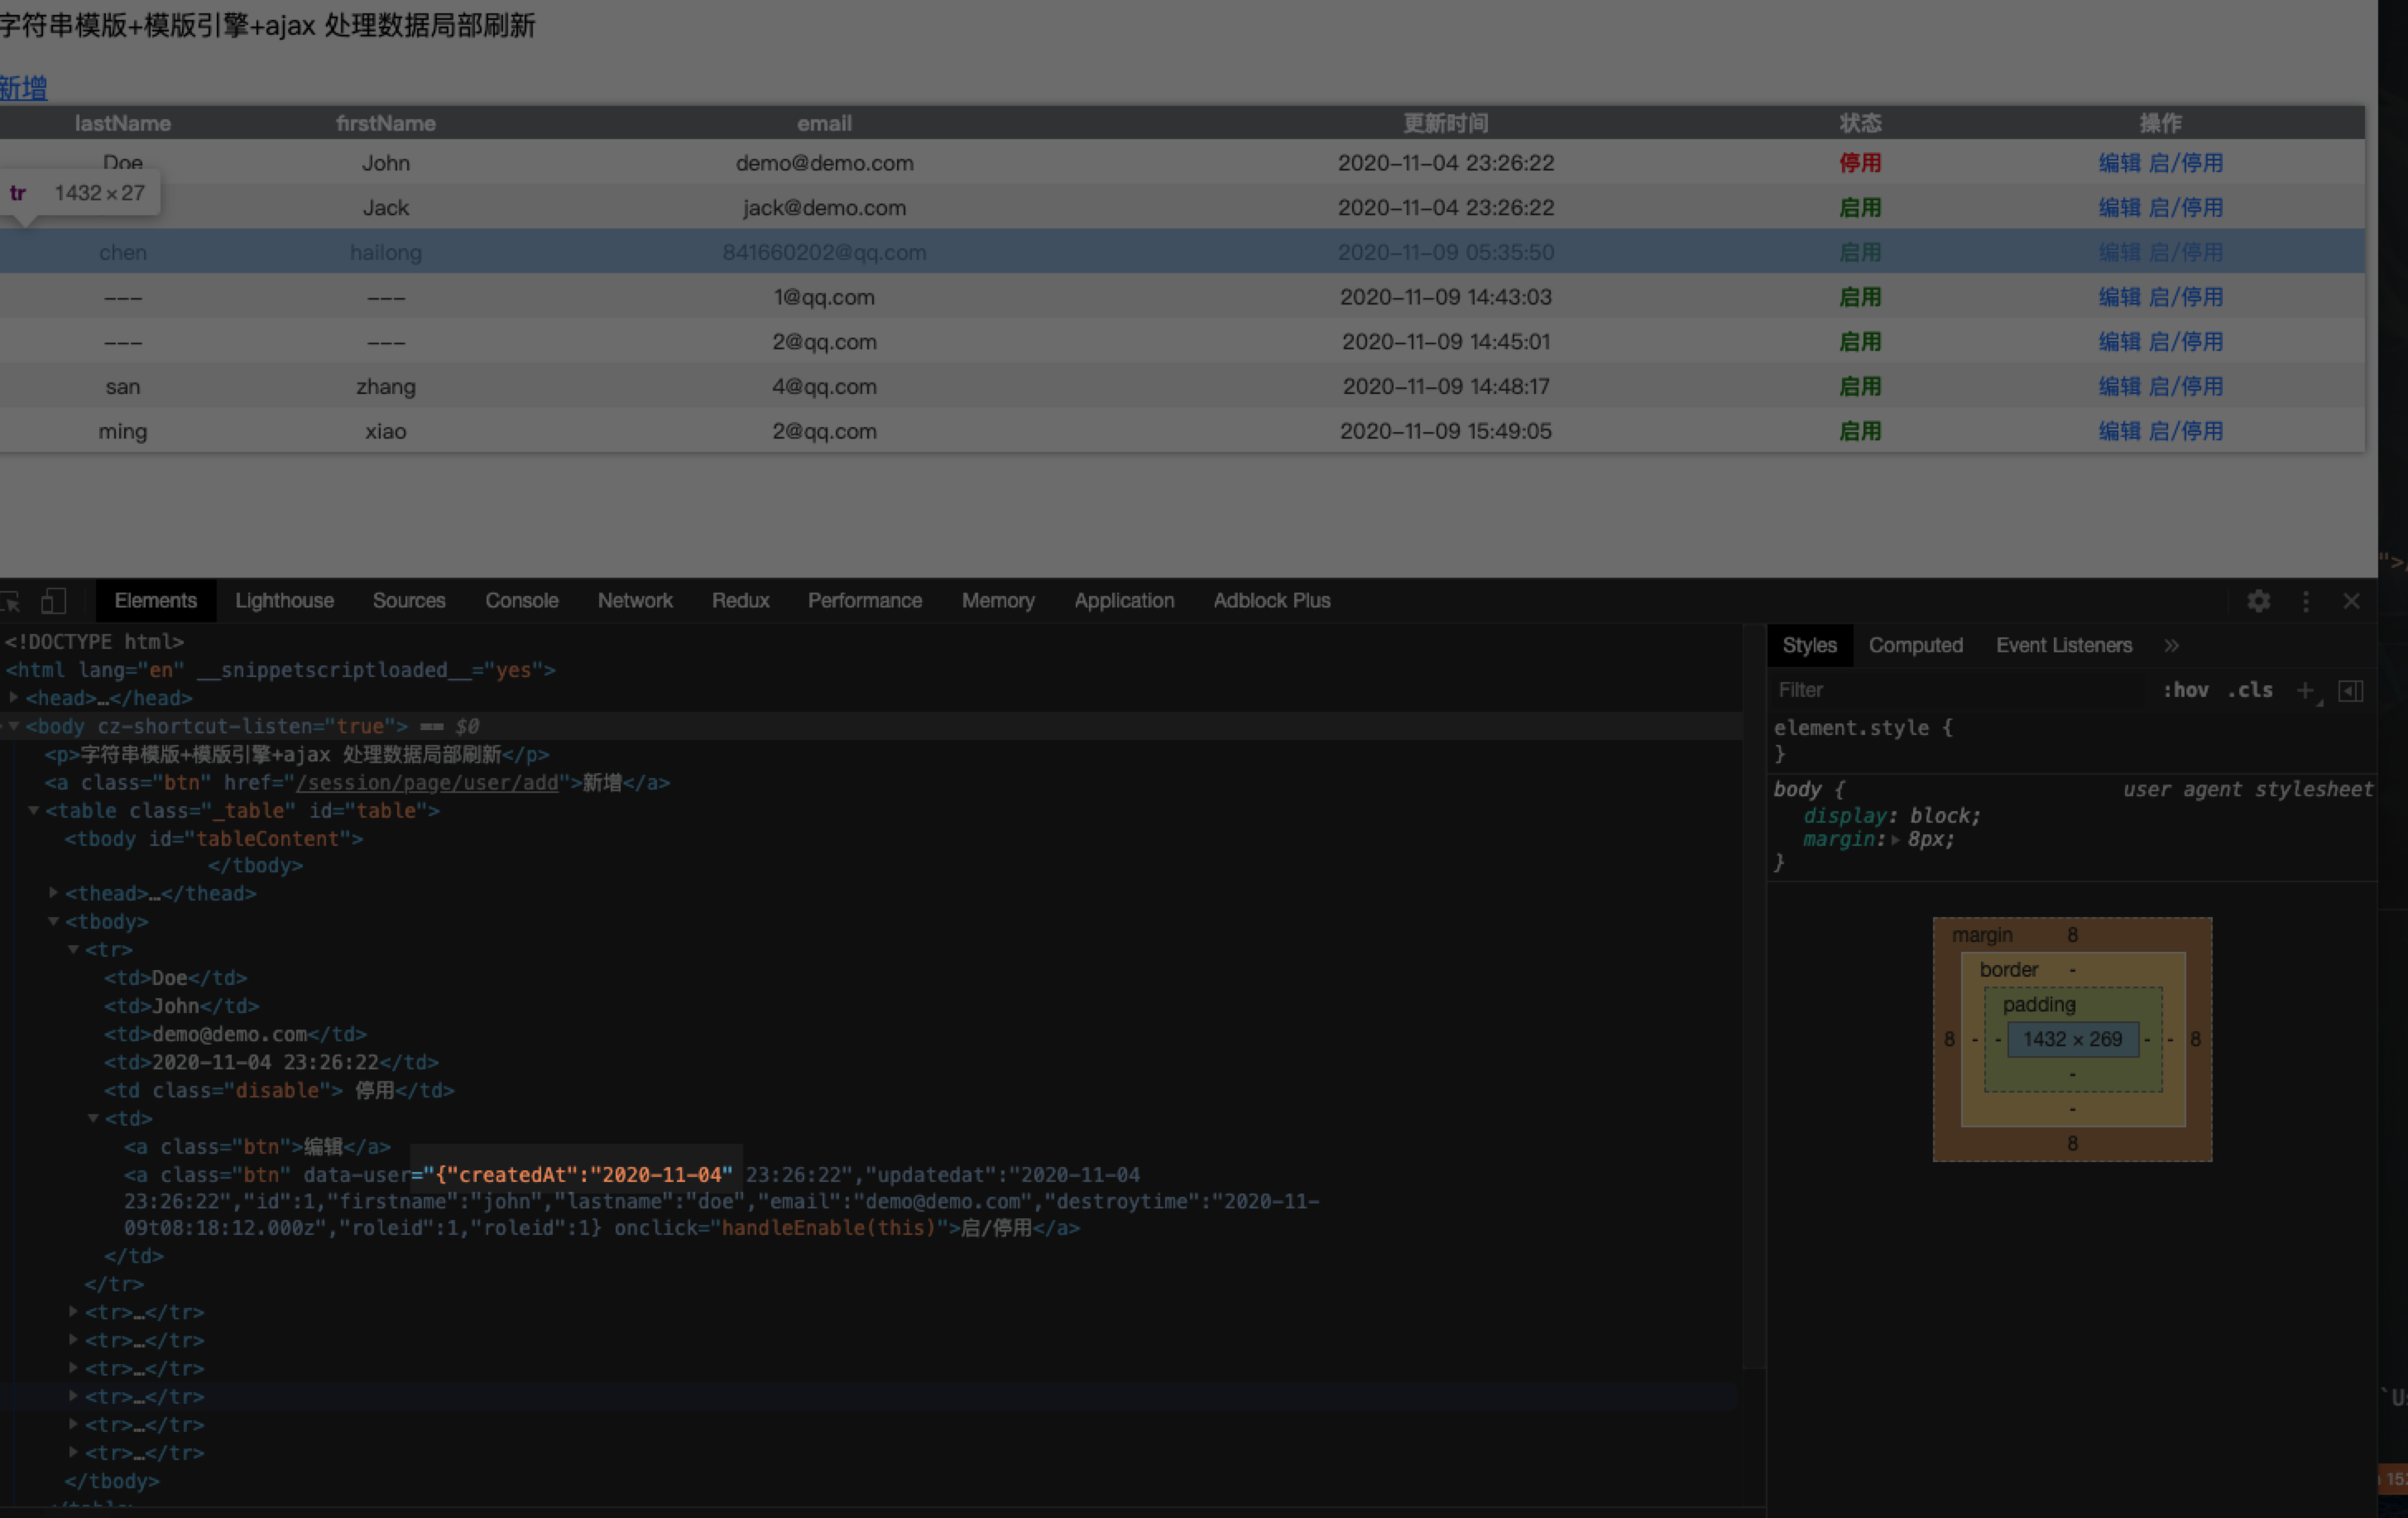 字符串模版+模版引擎+ajax 处理数据局部刷新
新增
lastName firstName email 更新时间 状态 操作
Doe John demo@demo.com 2020-11-04 23:26:22 停用 编辑 启/停用
tr 1432 × 27
Jack jack@demo.com 2020-11-04 23:26:22 启用 编辑 启/停用
chen hailong 841660202@qq.com 2020-11-09 05:35:50 启用 编辑 启/停用
--- --- 1@qq.com 2020-11-09 14:43:03 启用 编辑 启/停用
--- --- 2@qq.com 2020-11-09 14:45:01 启用 编辑 启/停用
san zhang 4@qq.com 2020-11-09 14:48:17 启用 编辑 启/停用
ming xiao 2@qq.com 2020-11-09 15:49:05 启用 编辑 启/停用
">
Elements Lighthouse Sources Console Network Redux Performance Memory Application Adblock Plus
<!DOCTYPE html>
<html lang="en" __snippetscriptloaded__="yes">
<head>…</head>
<body cz-shortcut-listen="true"> == $0
<p>字符串模版+模版引擎+ajax 处理数据局部刷新</p>
<a class="btn" href="/session/page/user/add">新增</a>
<table class="_table" id="table">
<tbody id="tableContent">
</tbody>
<thead>…</thead>
<tbody>
<tr>
<td>Doe</td>
<td>John</td>
<td>demo@demo.com</td>
<td>2020-11-04 23:26:22</td>
<td class="disable"> 停用</td>
<td>
<a class="btn">编辑</a>
<a class="btn" data-user="{"createdAt":"2020-11-04" 23:26:22","updatedat":"2020-11-04
23:26:22","id":1,"firstname":"john","lastname":"doe","email":"demo@demo.com","destroytime":"2020-11-
09t08:18:12.000z","roleid":1,"roleid":1} onclick="handleEnable(this)">启/停用</a>
</td>
</tr>
<tr>…</tr>
<tr>…</tr>
<tr>…</tr>
<tr>…</tr>
<tr>…</tr>
<tr>…</tr>
</tbody>
Styles Computed Event Listeners »
Filter :hov .cls +
element.style {
}
body { user agent stylesheet
display: block;
margin: 8px;
}
margin 8
border -
padding
8 - - 1432 × 269 - - 8
-
-
8
`U
152